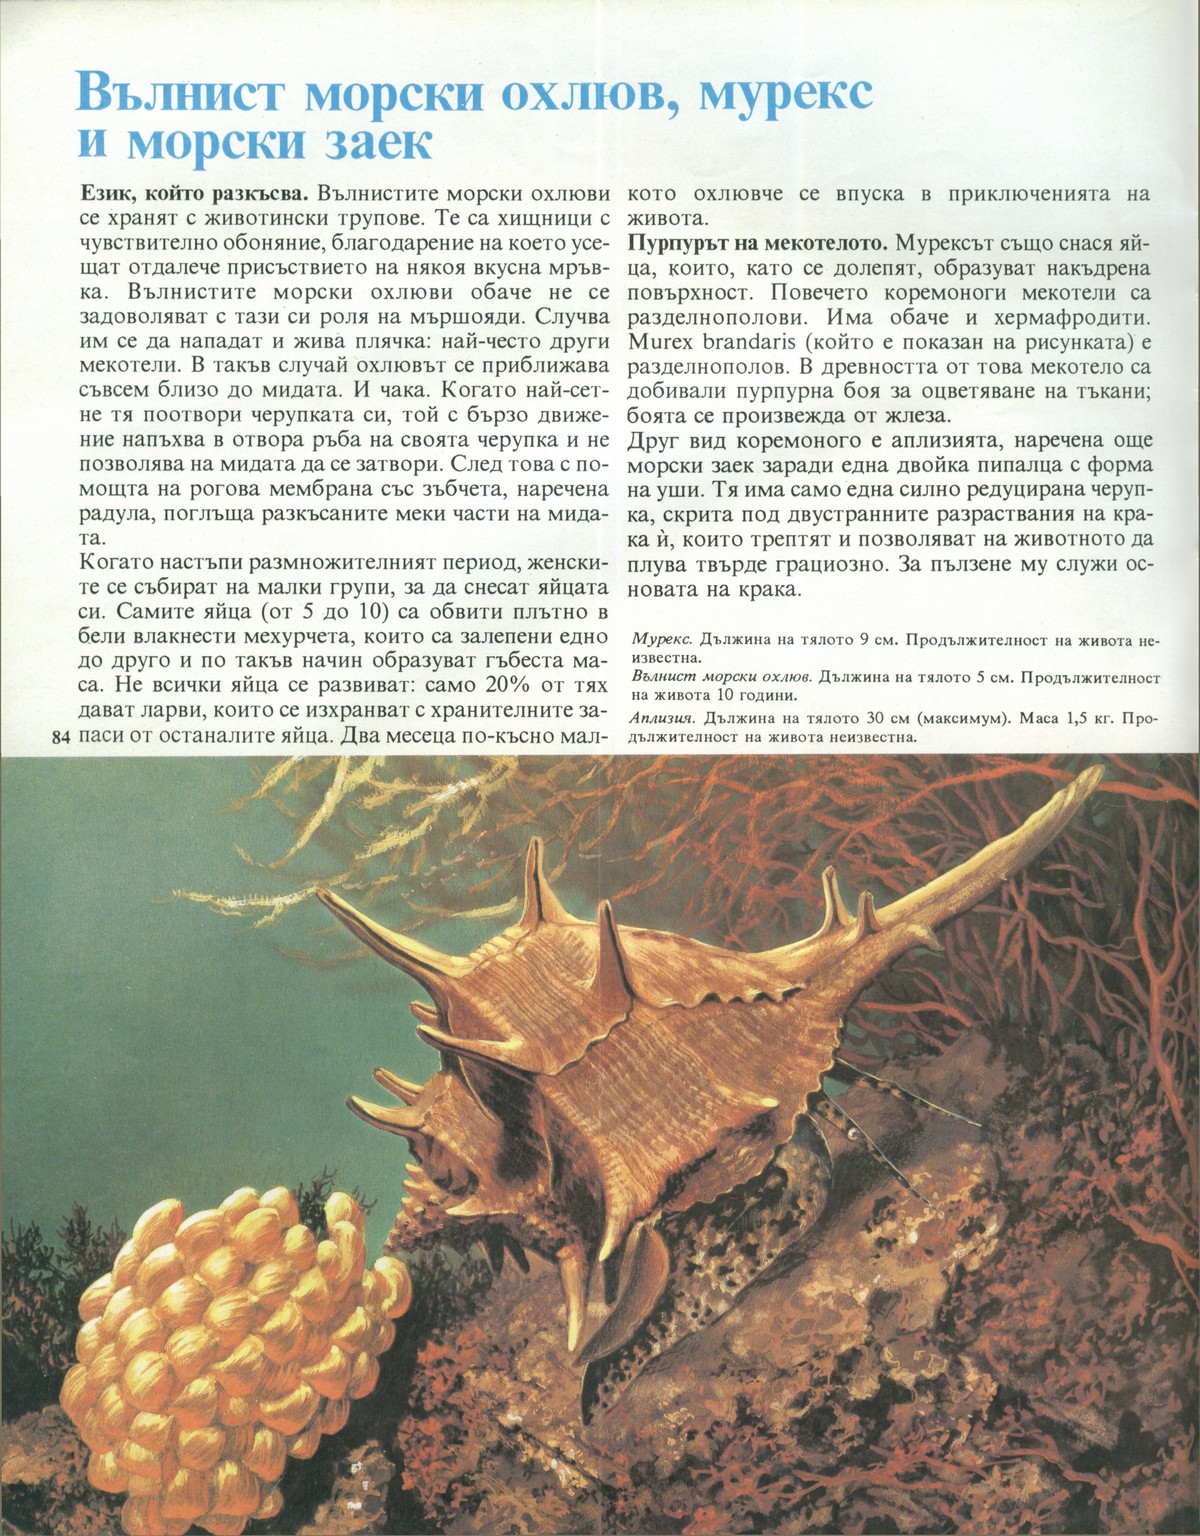 Вълнист морски охлюв, мурекс
и морски заек
Език, който разкъсва. Вълнистите морски охлюви
се хранят с животински трупове. Те са хищници с
чувствително обоняние, благодарение на което усе-
щат отдалече присъствието на някоя вкусна мръв-
ка. Вълнистите морски охлюви обаче не се
задоволяват с тази си роля на мършояди. Случва
им се да нападат и жива плячка: най-често други
мекотели. В такъв случай охлювът се приближава
съвсем близо до мидата. И чака. Когато най-сет-
не тя поотвори черупката си, той с бързо движе-
ние напъхва в отвора ръба на своята черупка и не
позволява на мидата да се затвори. След това с по-
мощта на рогова мембрана със зъбчета, наречена
радула, поглъща разкъсаните меки части на мида-
та.
Когато настъпи размножителният период, женски-
те се събират на малки групи, за да снесат яйцата
си. Самите яйца (от 5 до 10) са обвити плътно в
бели влакнести мехурчета, които са залепени едно
до друго и по такъв начин образуват гъбеста ма-
са. Не всички яйца се развиват: само 20% от тях
дават ларви, които се изхранват с хранителните за-
84 паси от останалите яйца. Два месеца по-късно мал-
кото охлювче се впуска в приключенията на
живота.
Пурпурът на мекотелото. Мурексът също снася яй-
ца, които, като се долепят, образуват накъдрена
повърхност. Повечето коремоноги мекотели са
разделнополови. Има обаче и хермафродити.
Murex brandaris (който е показан на рисунката) е
разделнополов. В древността от това мекотело са
добивали пурпурна боя за оцветяване на тъкани;
боята се произвежда от жлеза.
Друг вид коремоного е аплизията, наречена още
морски заек заради една двойка пипалца с форма
на уши. Тя има само една силно редуцирана черуп-
ка, скрита под двустранните разраствания на кра-
ка ѝ, които трептят и позволяват на животното да
плува твърде грациозно. За пълзене му служи ос-
новата на крака.
Мурекс. Дължина на тялото 9 см. Продължителност на живота не-
известна.
Вълнист морски охлюв. Дължина на тялото 5 см. Продължителност
на живота 10 години.
Аплизия. Дължина на тялото 30 см (максимум). Маса 1,5 кг. Про-
дължителност на живота неизвестна.